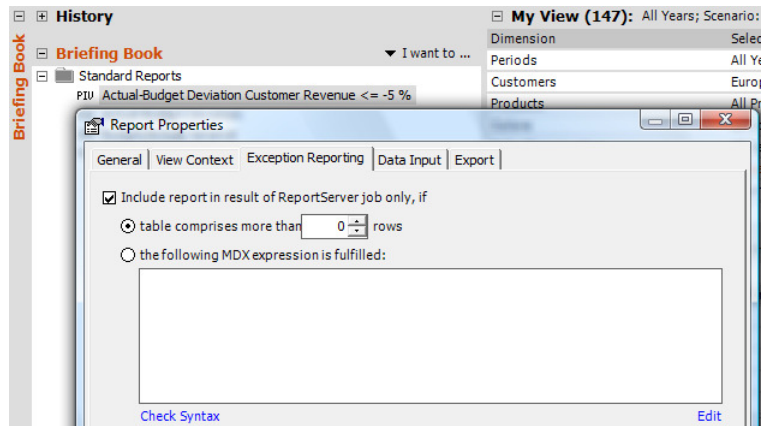 History
My View (147): All Years; Scenario:
Briefing Book
Briefing Book
I want to ...
Dimension Selec
Standard Reports
Periods All Ye
PIV Actual-Budget Deviation Customer Revenue <= -5 %
Customers Europ
Products All Pr
Report Properties
General View Context Exception Reporting Data Input Export
Include report in result of ReportServer job only, if
table comprises more than 0 rows
the following MDX expression is fulfilled:
Check Syntax Edit